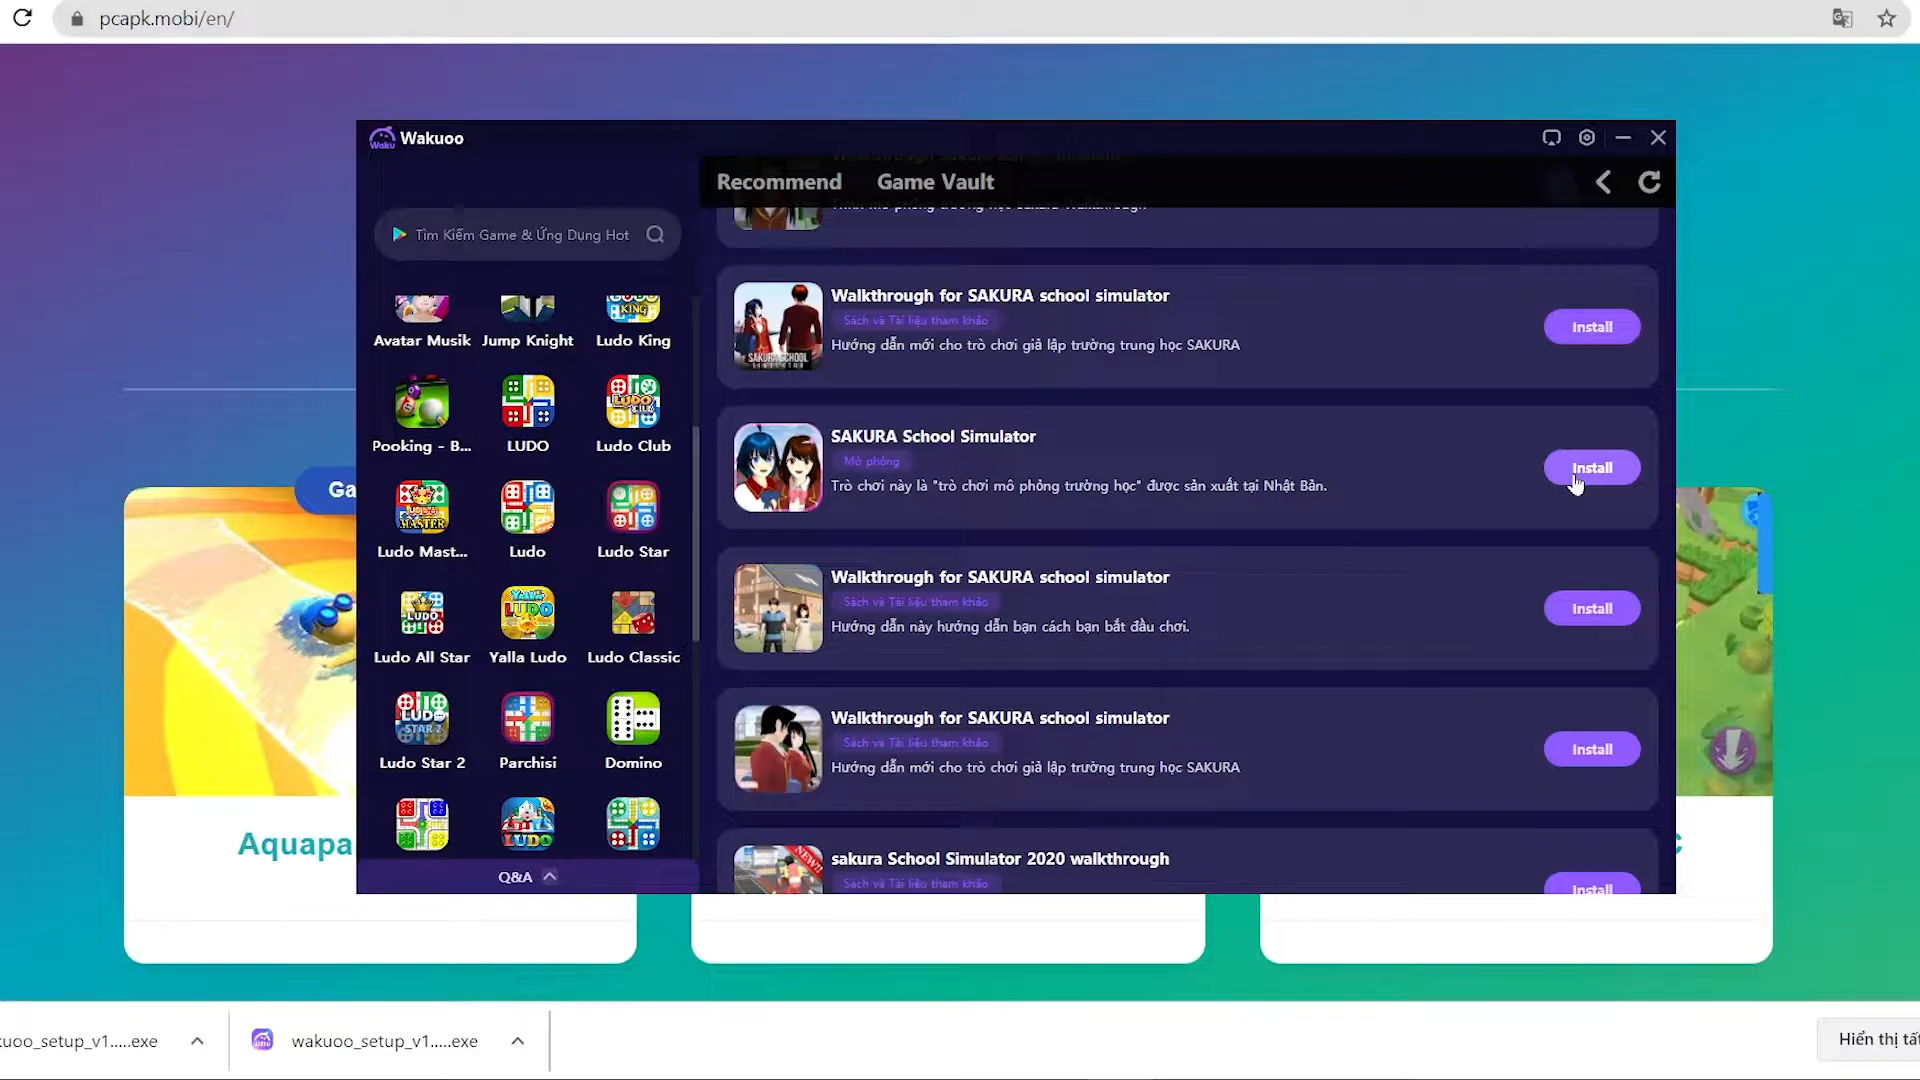 pcapk.mobi/en/
Wakuoo
Recommend
Game Vault
Tìm Kiếm Game & Ứng Dụng Hot
Avatar Musik
Jump Knight
Ludo King
Pooking - B...
LUDO
Ludo Club
Ludo Mast...
Ludo
Ludo Star
Ludo All Star
Yalla Ludo
Ludo Classic
Ludo Star 2
Parchisi
Domino
Q&A
Walkthrough for SAKURA school simulator
Sách và Tài liệu tham khảo
Hướng dẫn mới cho trò chơi giả lập trường trung học SAKURA
Install
SAKURA School Simulator
Mô phỏng
Trò chơi này là "trò chơi mô phỏng trường học" được sản xuất tại Nhật Bản.
Install
Walkthrough for SAKURA school simulator
Sách và Tài liệu tham khảo
Hướng dẫn này hướng dẫn bạn cách bạn bắt đầu chơi.
Install
Walkthrough for SAKURA school simulator
Sách và Tài liệu tham khảo
Hướng dẫn mới cho trò chơi giả lập trường trung học SAKURA
Install
sakura School Simulator 2020 walkthrough
Sách và Tài liệu tham khảo
Install
Ga
Aquapa
uoo_setup_v1.....exe
wakuoo_setup_v1.....exe
Hiển thị tất